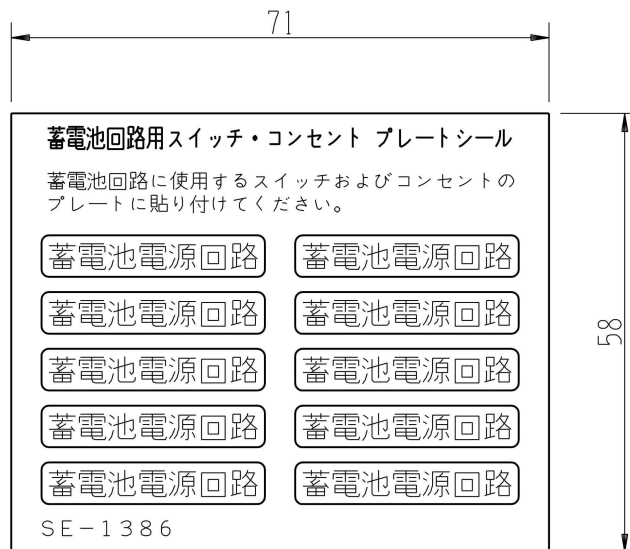 71
蓄電池回路用スイッチ・コンセント プレートシール
蓄電池回路に使用するスイッチおよびコンセントの
プレートに貼り付けてください。
蓄電池電源回路 蓄電池電源回路
蓄電池電源回路 蓄電池電源回路
蓄電池電源回路 蓄電池電源回路
蓄電池電源回路 蓄電池電源回路
蓄電池電源回路 蓄電池電源回路
SE-1386
58